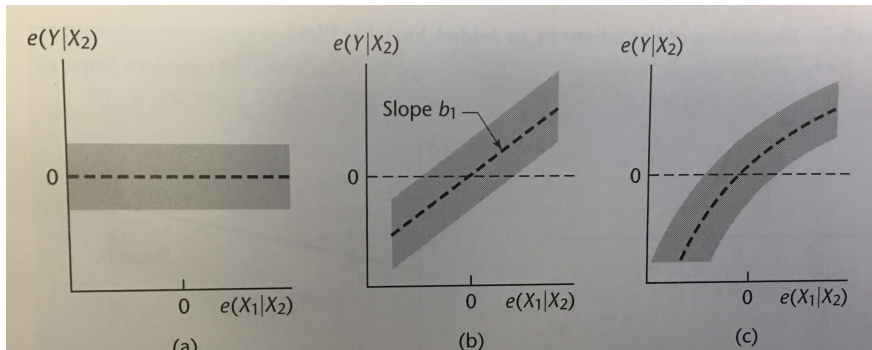 e(Y|X₂)
Slope b₁
0
0 e(X₁|X₂)
(a)
e(Y|X₂)
0
0 e(X₁|X₂)
(b)
e(Y|X₂)
0
0 e(X₁|X₂)
(c)